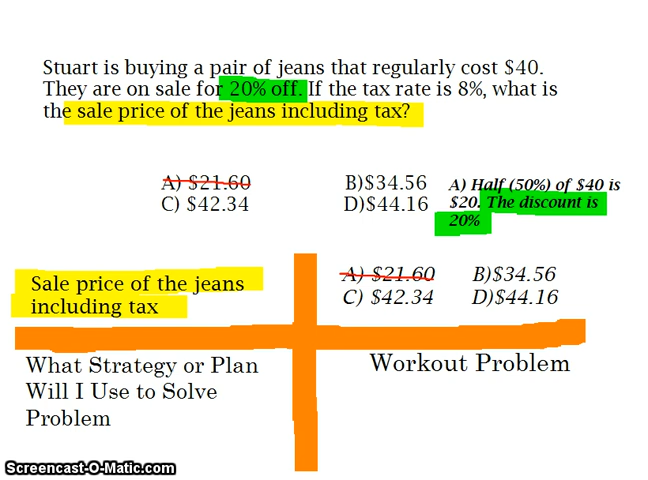 Stuart is buying a pair of jeans that regularly cost $40.
They are on sale for 20% off. If the tax rate is 8%, what is
the sale price of the jeans including tax?
A) $21.60 B)$34.56
C) $42.34 D)$44.16
A) Half (50%) of $40 is
$20. The discount is
20%
Sale price of the jeans
including tax
A) $21.60 B)$34.56
C) $42.34 D)$44.16
What Strategy or Plan
Will I Use to Solve
Problem
Workout Problem
Screencast-O-Matic.com